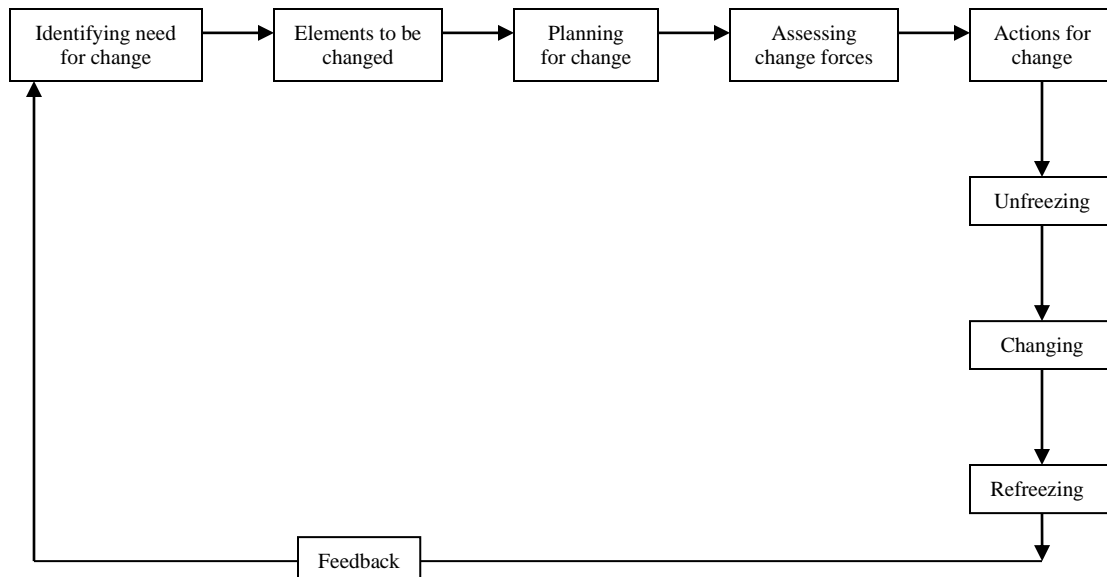 Identifying need
for change
Elements to be
changed
Planning
for change
Assessing
change forces
Actions for
change
Unfreezing
Changing
Refreezing
Feedback